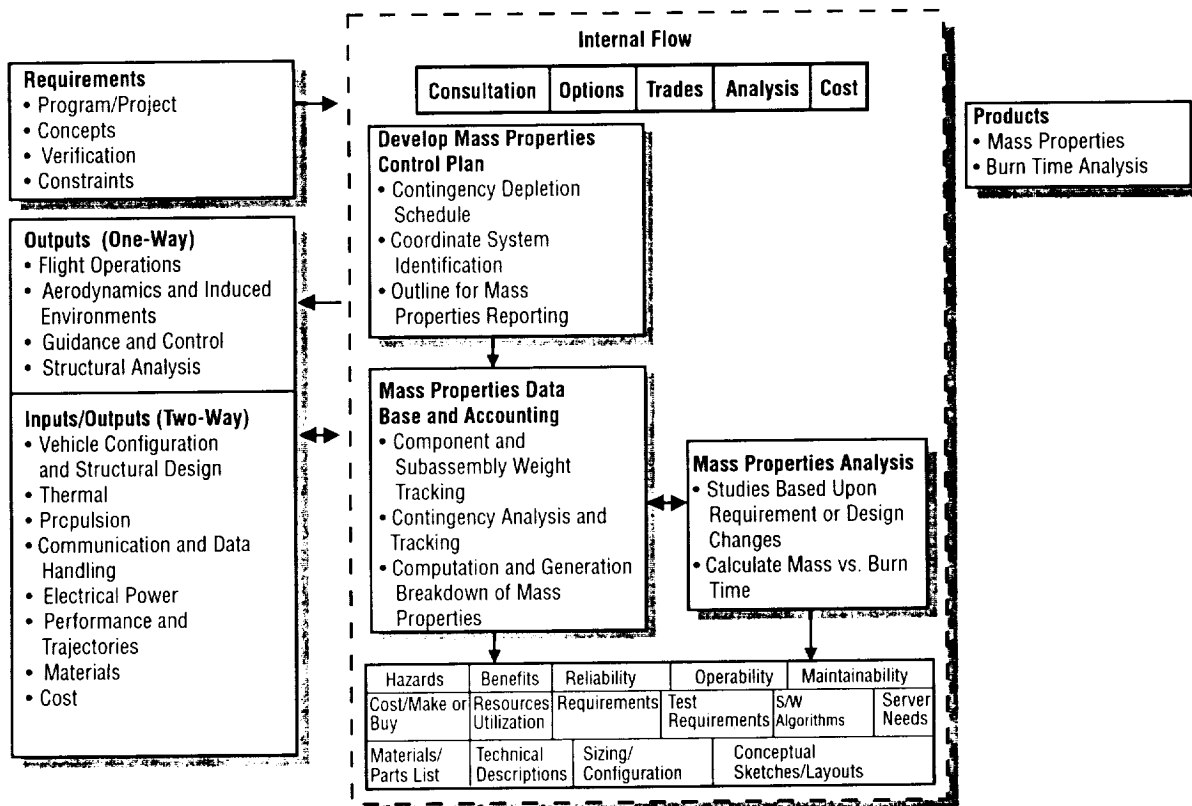 Requirements
• Program/Project
• Concepts
• Verification
• Constraints
Outputs (One-Way)
• Flight Operations
• Aerodynamics and Induced
Environments
• Guidance and Control
• Structural Analysis
Inputs/Outputs (Two-Way)
• Vehicle Configuration
and Structural Design
• Thermal
• Prcpulsion
• Communication and Data
Handling
• Electrical Power
• Performance and
Trajectories
• Materials
• Cost
Internal Flow
Consultation Options Trades Analysis Cost
Develop Mass Properties
Control Plan
• Contingency Depletion
Schedule
• Coordinate System
Identification
• Outline for Mass
Properties Reporting
Mass Properties Data
Base and Accounting
• Component and
Subassembly Weight
Tracking
• Contingency Analysis and
Tracking
• Computation and Generation
Breakdown of Mass
Properties
Mass Properties Analysis
• Studies Based Upon
Requirement or Design
Changes
• Calculate Mass vs. Burn
Time
Hazards Benefits Reliability Operability Maintainability
Cost/Make or
Buy
Resources
Utilization
Requirements
Test
Requirements
S/W
Algorithms
Server
Needs
Materials/
Parts List
Technical
Descriptions
Sizing/
Configuration
Conceptual
Sketches/Layouts
Products
• Mass Properties
• Burn Time Analysis